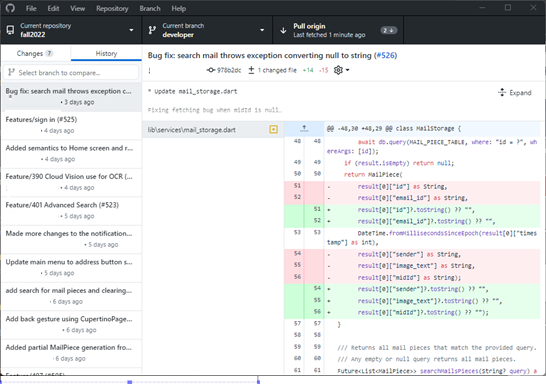 File Edit View Repository Branch Help
Current repository
fall2022
Current branch
developer
Pull origin
Last fetched 1 minute ago
2
Changes 7
History
Select branch to compare...
Bug fix: search mail throws exception c...
• 3 days ago
Features/sign in (#525)
• 4 days ago
Added semantics to Home screen and r...
• 4 days ago
Feature/390 Cloud Vision use for OCR (...
• 4 days ago
Feature/401 Advanced Search (#523)
• 5 days ago
Made more changes to the notification...
• 5 days ago
Update main menu to address button s...
• 5 days ago
add search for mail pieces and clearing...
• 6 days ago
Add back gesture using CupertinoPage...
• 6 days ago
Added partial MailPiece generation fro...
• 6 days ago
Bug fix: search mail throws exception converting null to string (#526)
978b2dc 1 changed file +14 -15
* Update mail_storage.dart
Expand
Fixing fetching bug when midId is null.
lib\services\mail_storage.dart
@@ -48,30 +48,29 @@ class MailStorage {
48 48 await db.query(MAIL_PIECE_TABLE, where: "id = ?", wh
ereArgs: [id]);
49 49 if (result.isEmpty) return null;
50 50 return MailPiece(
51 - result[0]["id"] as String,
52 - result[0]["email_id"] as String,
51 + result[0]["id"]?.toString() ?? "",
52 + result[0]["email_id"]?.toString() ?? "",
53 53 DateTime.fromMillisecondsSinceEpoch(result[0]["times
tamp"] as int),
54 - result[0]["sender"] as String,
55 - result[0]["image_text"] as String,
56 - result[0]["midId"] as String);
54 + result[0]["sender"]?.toString() ?? "",
55 + result[0]["image_text"]?.toString() ?? "",
56 + result[0]["midId"]?.toString() ?? "");
57 57 }
58 58
59 59 /// Returns all mail pieces that match the provided query.
60 60 /// Any empty or null query returns all mail pieces.
61 61 Future<List<MailPiece>> searchMailsPieces(String? query) a